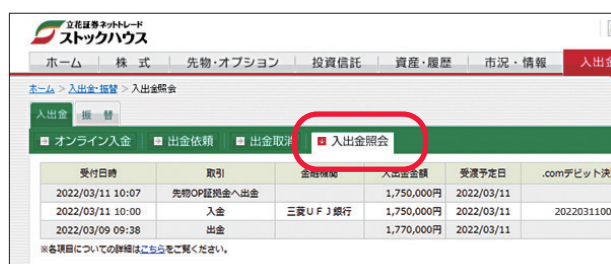 立花証券ネットトレード
ストックハウス
ホーム 株 式 先物・オプション 投資信託 資産・履歴 市況・情報 入出金
ホーム > 入出金・振替 > 入出金照会
入出金 振 替
オンライン入金 出金依頼 出金取消 入出金照会
受付日時 取引 金融機関 入出金金額 受渡予定日 .comデビット決
2022/03/11 10:07 先物OP証拠金へ出金 1,750,000円 2022/03/11
2022/03/11 10:00 入金 三菱UFJ銀行 1,750,000円 2022/03/11 2022031100
2022/03/09 09:38 出金 1,770,000円 2022/03/11
※各項目についての詳細はこちらをご覧ください。